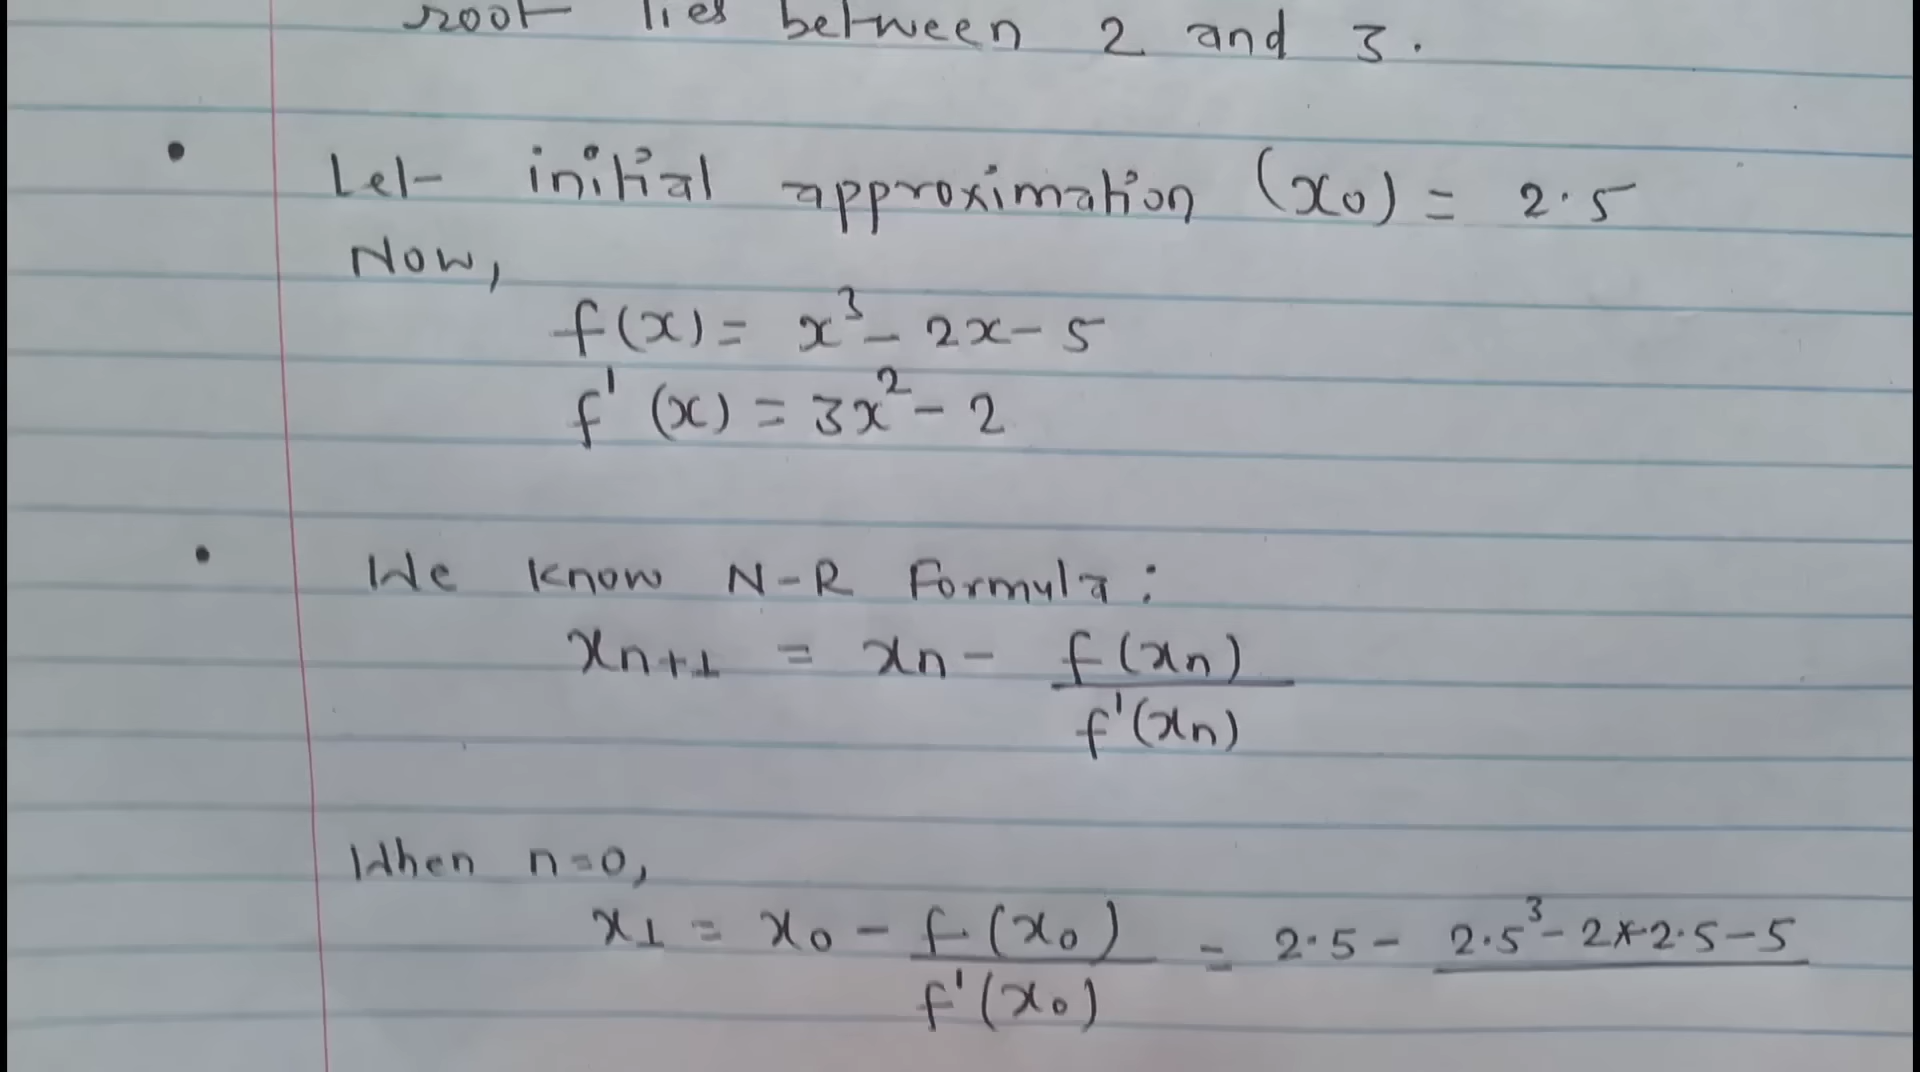 root lies between 2 and 3.
• Let initial approximation (x₀) = 2.5
Now,
f(x) = x³ - 2x - 5
f'(x) = 3x² - 2
• We know N-R Formula:
xₙ₊₁ = xₙ - f(xₙ)
f'(xₙ)
When n=0,
x₁ = x₀ - f(x₀) = 2.5 - 2.5³ - 2*2.5 - 5
f'(x₀)